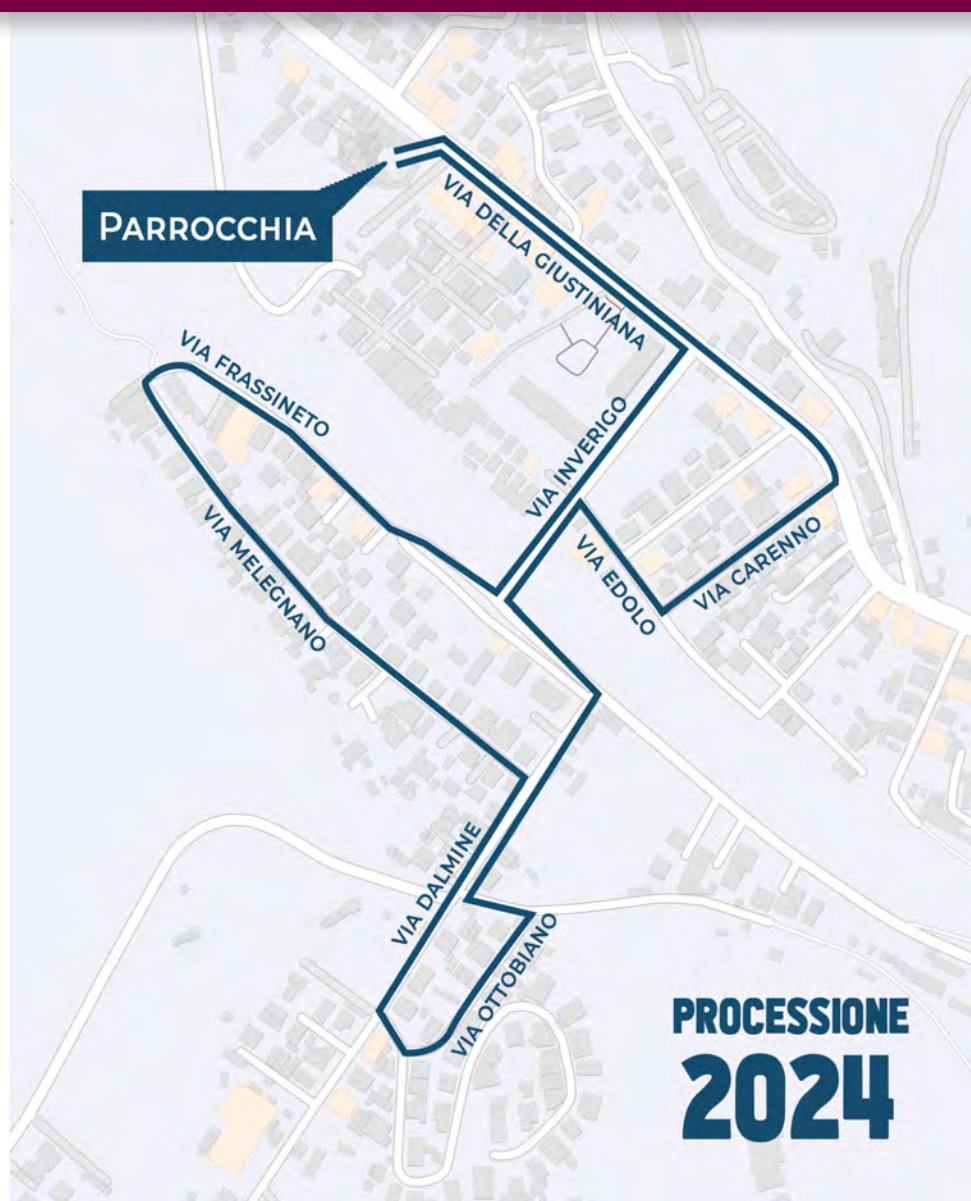 PARROCCHIA
VIA DELLA GIUSTINIANA
VIA FRASSINETO
VIA INVERIGO
VIA MELEGNANO
VIA EDOLO
VIA CARENNO
VIA DALMINE
VIA OTTOBIANO
PROCESSIONE
2024